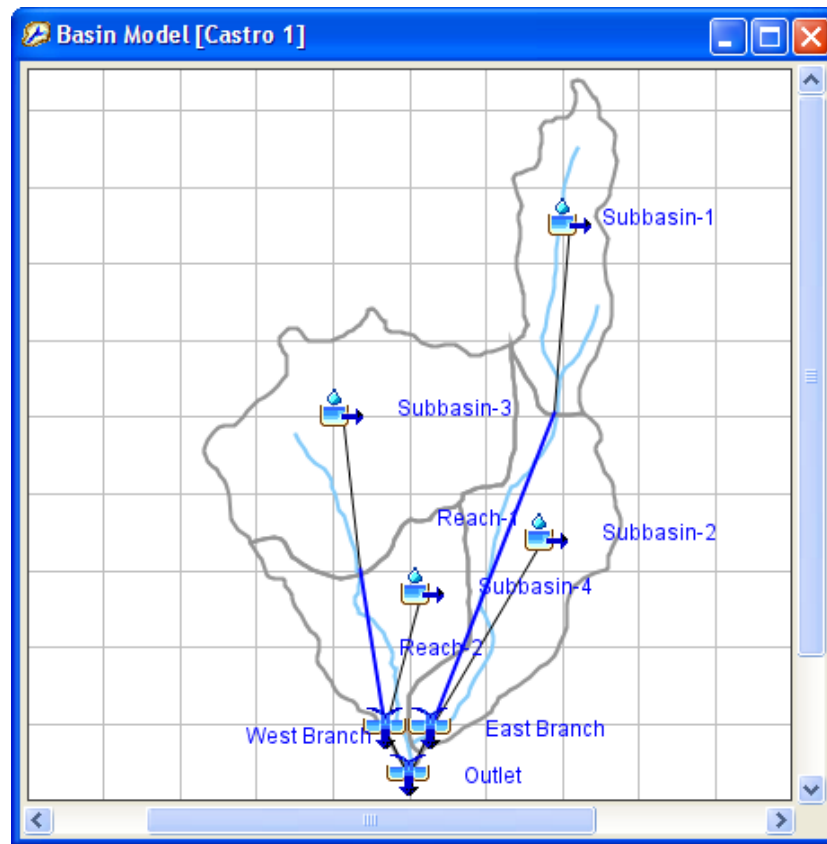 Basin Model [Castro 1]
Subbasin-1
Subbasin-3
Reach-1
Subbasin-2
Subbasin-4
Reach-2
West Branch
East Branch
Outlet